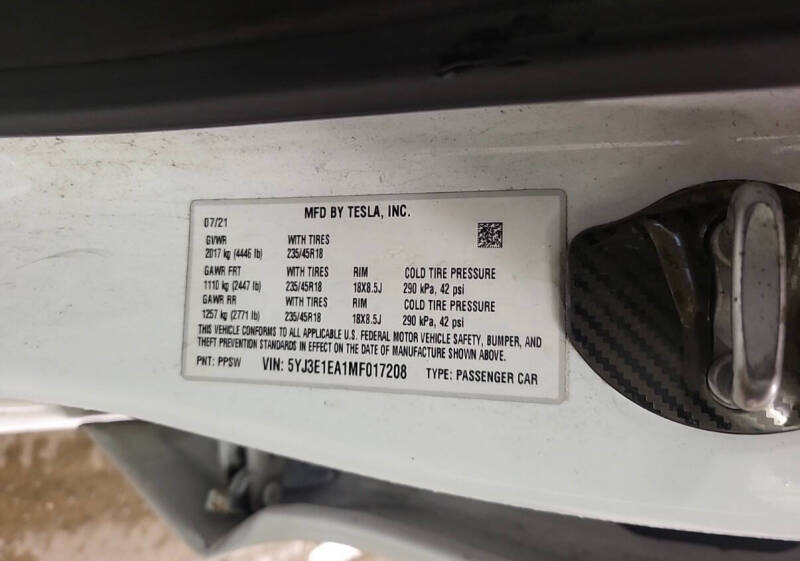 MFD BY TESLA, INC.
07/21
GVWR WITH TIRES
2017 kg (4446 lb) 235/45R18
GAWR FRT WITH TIRES RIM COLD TIRE PRESSURE
1110 kg (2447 lb) 235/45R18 18X8.5J 290 kPa, 42 psi
GAWR RR WITH TIRES RIM COLD TIRE PRESSURE
1257 kg (2771 lb) 235/45R18 18X8.5J 290 kPa, 42 psi
THIS VEHICLE CONFORMS TO ALL APPLICABLE U.S. FEDERAL MOTOR VEHICLE SAFETY, BUMPER, AND
THEFT PREVENTION STANDARDS IN EFFECT ON THE DATE OF MANUFACTURE SHOWN ABOVE.
PNT: PPSW VIN: 5YJ3E1EA1MF017208 TYPE: PASSENGER CAR